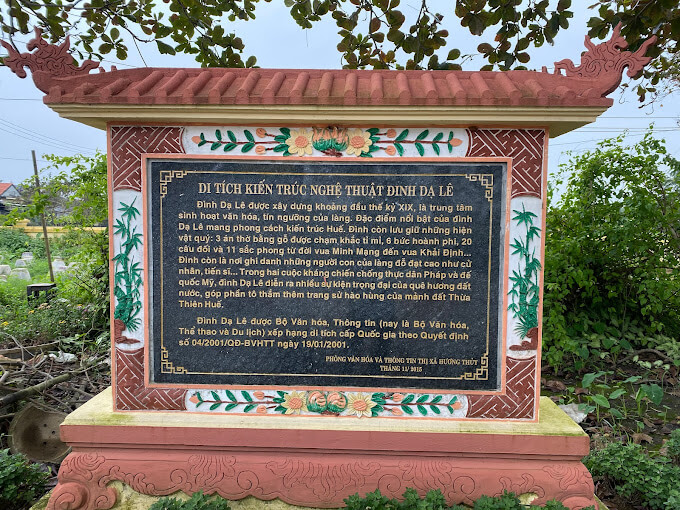 DI TÍCH KIẾN TRÚC NGHỆ THUẬT ĐÌNH DẠ LÊ
Đình Dạ Lê được xây dựng khoảng đầu thế kỷ XIX, là trung tâm
sinh hoạt văn hóa, tín ngưỡng của làng. Đặc điểm nổi bật của đình
Dạ Lê mang phong cách kiến trúc Huế. Đình còn lưu giữ những hiện
vật quý: 3 án thờ bằng gỗ được chạm khắc tỉ mỉ, 6 bức hoành phi, 20
câu đối và 11 sắc phong từ đời vua Minh Mạng đến vua Khải Định...
Đình còn là nơi ghi danh những người con của làng đỗ đạt cao như cử
nhân, tiến sĩ... Trong hai cuộc kháng chiến chống thực dân Pháp và đế
quốc Mỹ, đình Dạ Lê diễn ra nhiều sự kiện trọng đại của quê hương đất
nước, góp phần tô thắm thêm trang sử hào hùng của mảnh đất Thừa
Thiên Huế.
Đình Dạ Lê được Bộ Văn hóa, Thông tin (nay là Bộ Văn hóa,
Thể thao và Du lịch) xếp hạng di tích cấp Quốc gia theo Quyết định
số 04/2001/QĐ-BVHTT ngày 19/01/2001.
PHÒNG VĂN HÓA VÀ THÔNG TIN THỊ XÃ HƯƠNG THỦY
THÁNG 11/2015